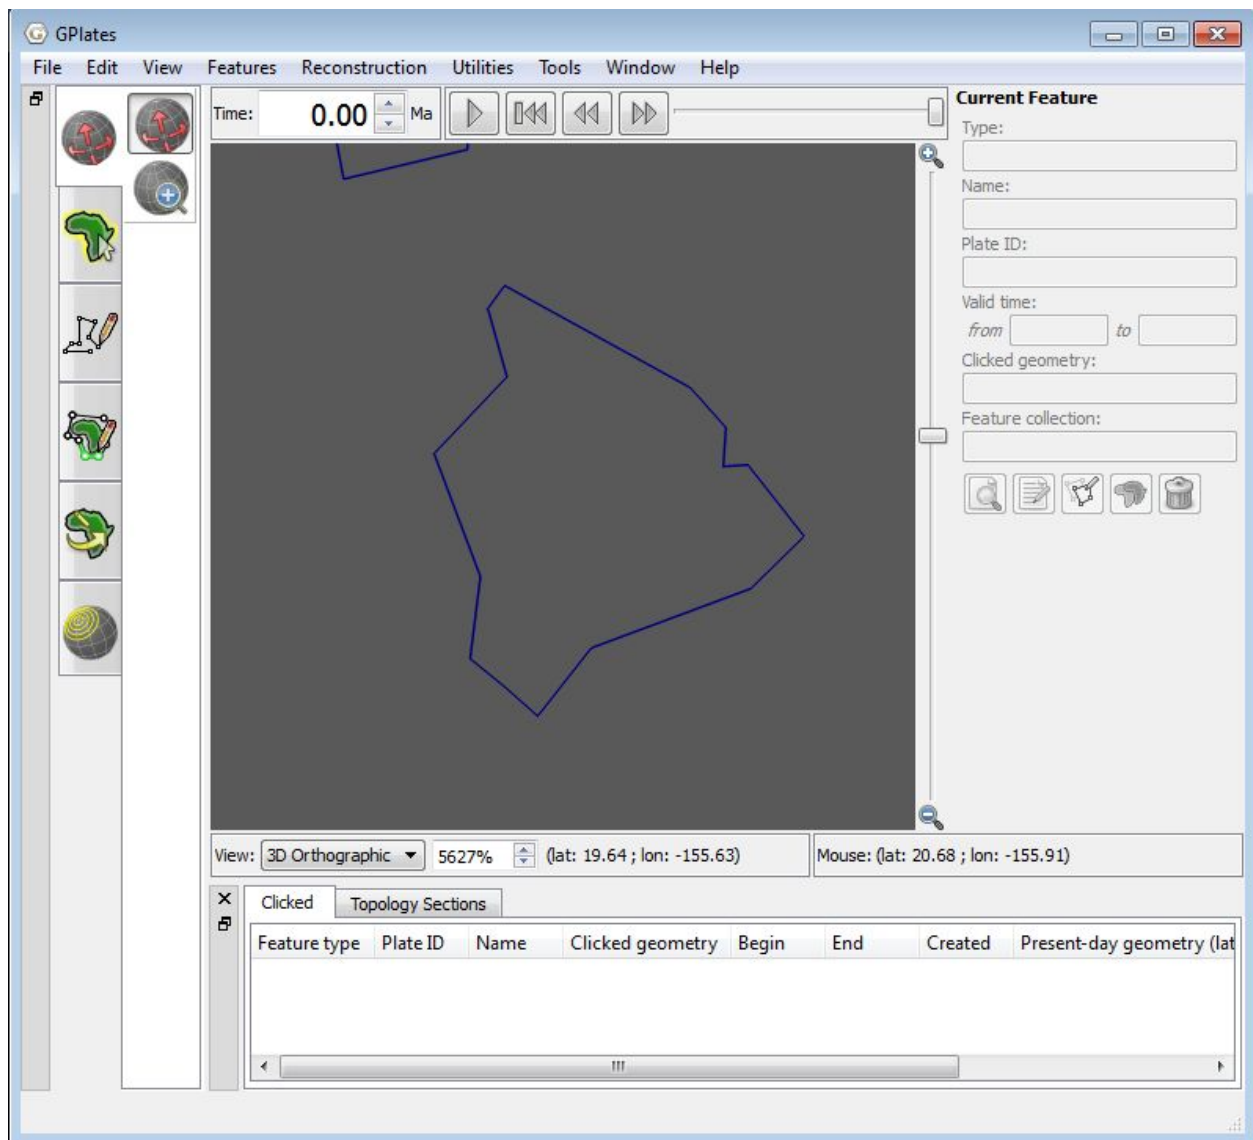 GPlates
File Edit View Features Reconstruction Utilities Tools Window Help
Time: 0.00 Ma
Current Feature
Type:
Name:
Plate ID:
Valid time:
from to
Clicked geometry:
Feature collection:
View: 3D Orthographic 5627% (lat: 19.64 ; lon: -155.63) Mouse: (lat: 20.68 ; lon: -155.91)
Clicked Topology Sections
Feature type Plate ID Name Clicked geometry Begin End Created Present-day geometry (lat